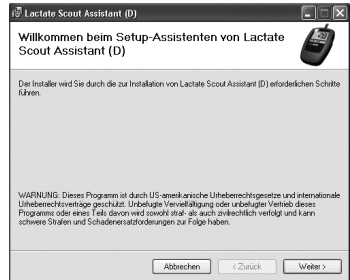 Lactate Scout Assistant (D)
Willkommen beim Setup-Assistenten von Lactate
Scout Assistant (D)
Der Installer wird Sie durch die zur Installation von Lactate Scout Assistant (D) erforderlichen Schritte
führen.
WARNUNG: Dieses Programm ist durch US-amerikanische Urheberrechtsgesetze und internationale
Urheberrechtsverträge geschützt. Unbefugte Vervielfältigung oder unbefugter Vertrieb dieses
Programms oder eines Teils davon wird sowohl straf- als auch zivilrechtlich verfolgt und kann
schwere Strafen und Schadenersatzforderungen zur Folge haben.
Abbrechen
< Zurück
Weiter >